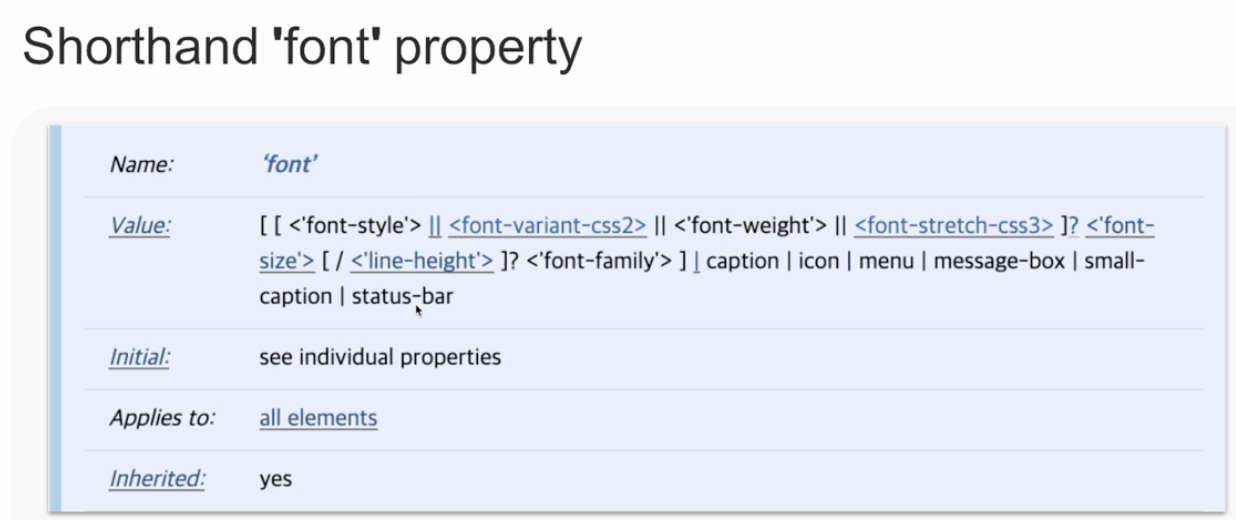 Shorthand 'font' property
Name: 'font'
Value: [ [ <'font-style'> || <font-variant-css2> || <'font-weight'> || <font-stretch-css3> ]? <'font-
size'> [ / <'line-height'> ]? <'font-family'> ] | caption | icon | menu | message-box | small-
caption | status-bar
Initial: see individual properties
Applies to: all elements
Inherited: yes